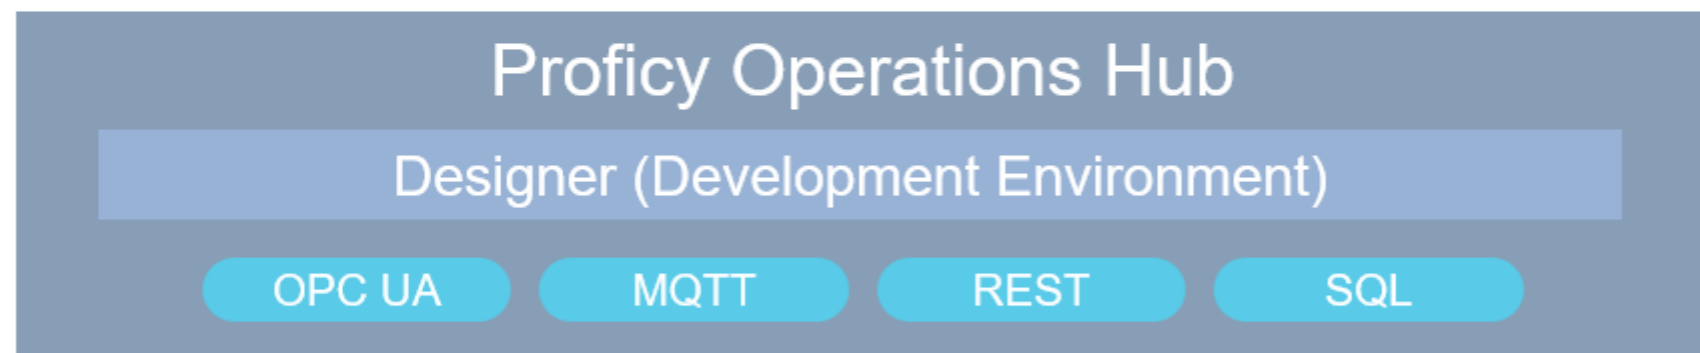 Proficy Operations Hub
Designer (Development Environment)
OPC UA MQTT REST SQL